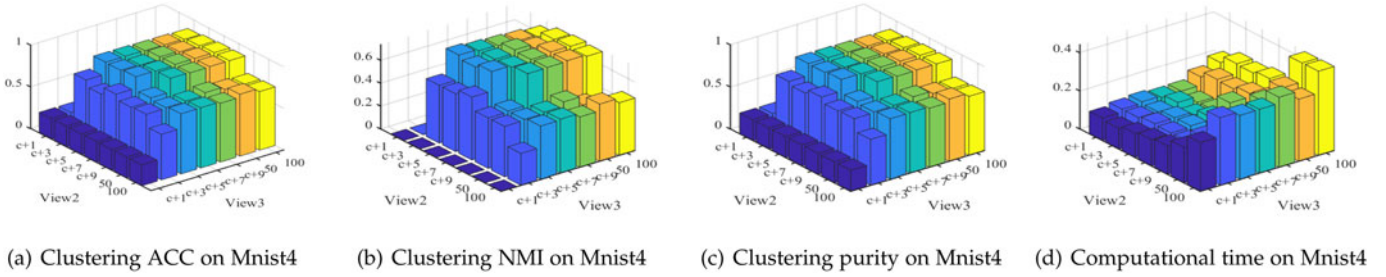 1
0.5
0
c+1
c+3
c+5
c+7
c+9
50
100
View2
c+1
c+3
c+5
c+7
c+9
50
100
View3
(a) Clustering ACC on Mnist4
0.6
0.4
0.2
0
c+1
c+3
c+5
c+7
c+9
50
100
View2
c+1
c+3
c+5
c+7
c+9
50
100
View3
(b) Clustering NMI on Mnist4
1
0.5
0
c+1
c+3
c+5
c+7
c+9
50
100
View2
c+1
c+3
c+5
c+7
c+9
50
100
View3
(c) Clustering purity on Mnist4
0.4
0.2
0
c+1
c+3
c+5
c+7
c+9
50
100
View2
c+1
c+3
c+5
c+7
c+9
50
100
View3
(d) Computational time on Mnist4